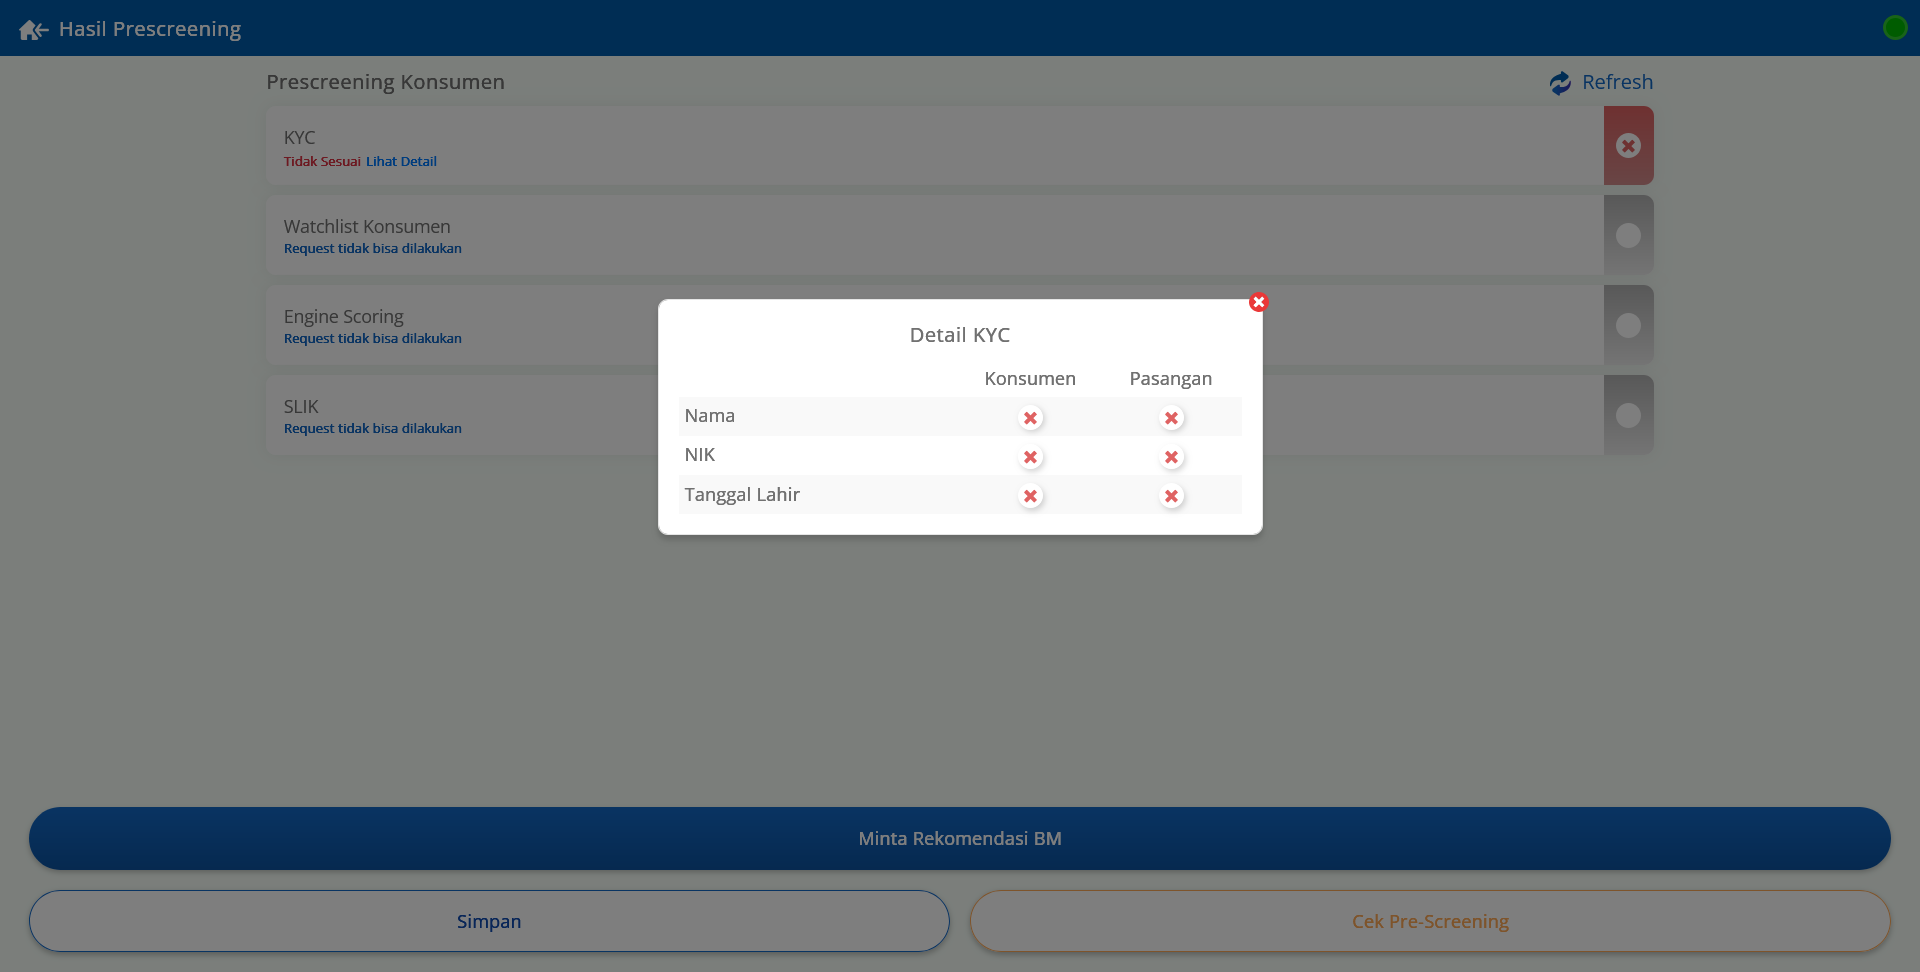 Hasil Prescreening
Prescreening Konsumen
Refresh
KYC
Tidak Sesuai Lihat Detail
Watchlist Konsumen
Request tidak bisa dilakukan
Engine Scoring
Request tidak bisa dilakukan
SLIK
Request tidak bisa dilakukan
Detail KYC
Konsumen Pasangan
Nama
NIK
Tanggal Lahir
Minta Rekomendasi BM
Simpan
Cek Pre-Screening